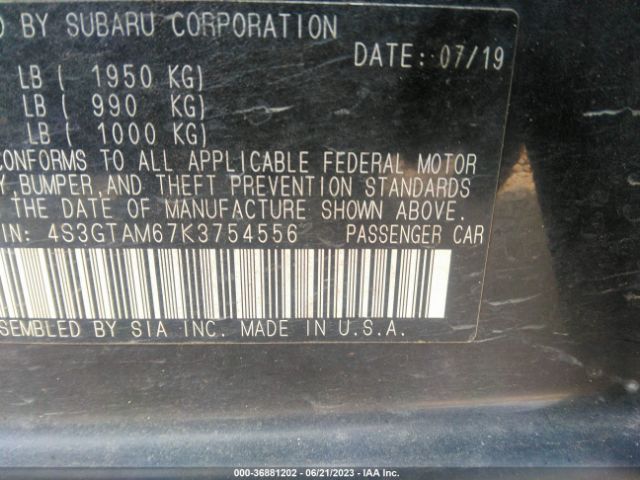 BY SUBARU CORPORATION
DATE: 07/19
LB ( 1950 KG)
LB ( 990 KG)
LB ( 1000 KG)
CONFORMS TO ALL APPLICABLE FEDERAL MOTOR
Y, BUMPER, AND THEFT PREVENTION STANDARDS
THE DATE OF MANUFACTURE SHOWN ABOVE.
IN: 4S3GTAM67K3754556 PASSENGER CAR
SEMBLED BY SIA INC. MADE IN U.S.A.
000-36881202 - 06/21/2023 - IAA Inc.